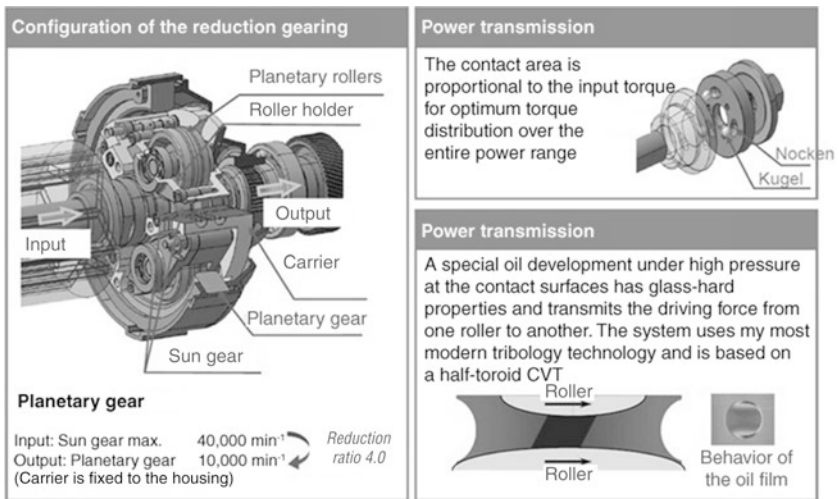 Configuration of the reduction gearing
Planetary rollers
Roller holder
Output
Input
Carrier
Planetary gear
Sun gear
Planetary gear
Input: Sun gear max. 40,000 min⁻¹
Output: Planetary gear 10,000 min⁻¹
(Carrier is fixed to the housing)
Reduction
ratio 4.0
Power transmission
The contact area is
proportional to the input torque
for optimum torque
distribution over the
entire power range
Nocken
Kugel
Power transmission
A special oil development under high pressure
at the contact surfaces has glass-hard
properties and transmits the driving force from
one roller to another. The system uses my most
modern tribology technology and is based on
a half-toroid CVT
Roller
Roller
Behavior of
the oil film